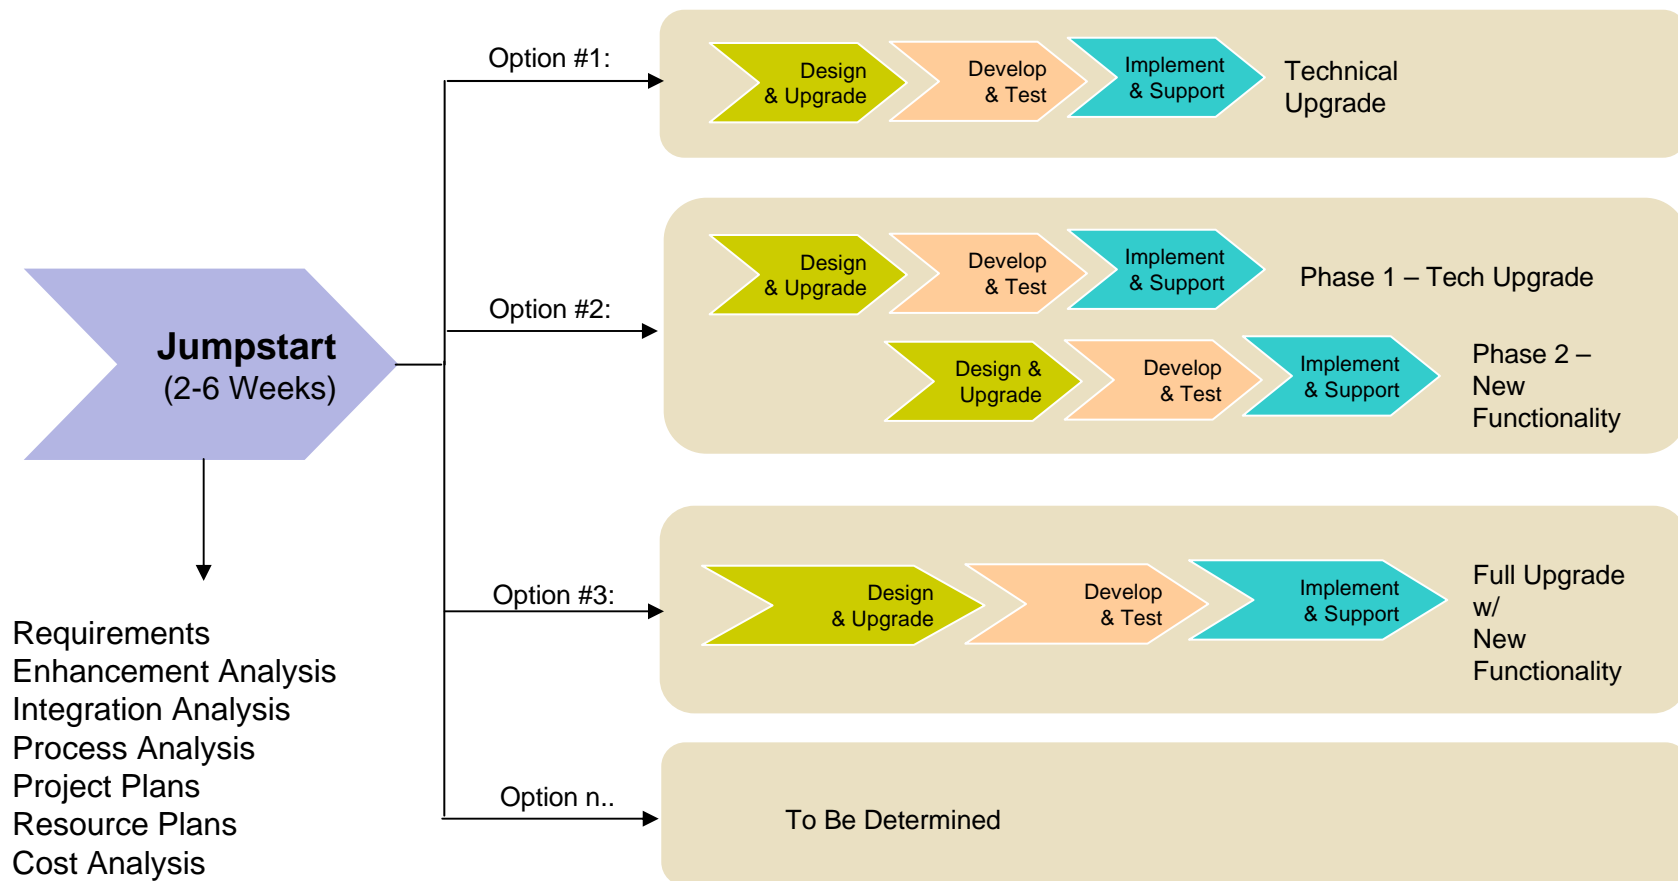 Jumpstart
(2-6 Weeks)
Requirements
Enhancement Analysis
Integration Analysis
Process Analysis
Project Plans
Resource Plans
Cost Analysis
Option #1:
Design
& Upgrade
Develop
& Test
Implement
& Support
Technical
Upgrade
Option #2:
Design
& Upgrade
Develop
& Test
Implement
& Support
Phase 1 – Tech Upgrade
Design &
Upgrade
Develop
& Test
Implement
& Support
Phase 2 –
New
Functionality
Option #3:
Design
& Upgrade
Develop
& Test
Implement
& Support
Full Upgrade
w/
New
Functionality
Option n..
To Be Determined